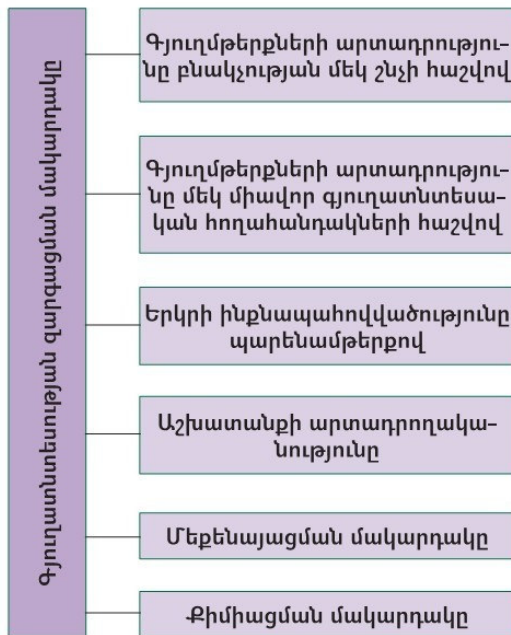 Գյուղատնտեսության զարգացման մակարդակի
Գյուղմթերքների արտադրությու-
նը բնակչության մեկ շնչի հաշվով
Գյուղմթերքների արտադրությու-
նը մեկ միավոր գյուղատնտեսա-
կան հողահանդակների հաշվով
Երկրի ինքնապահովվածությունը
պարենամթերքով
Աշխատանքի արտադրողակա-
նությունը
Մեքենայացման մակարդակը
Քիմիացման մակարդակը